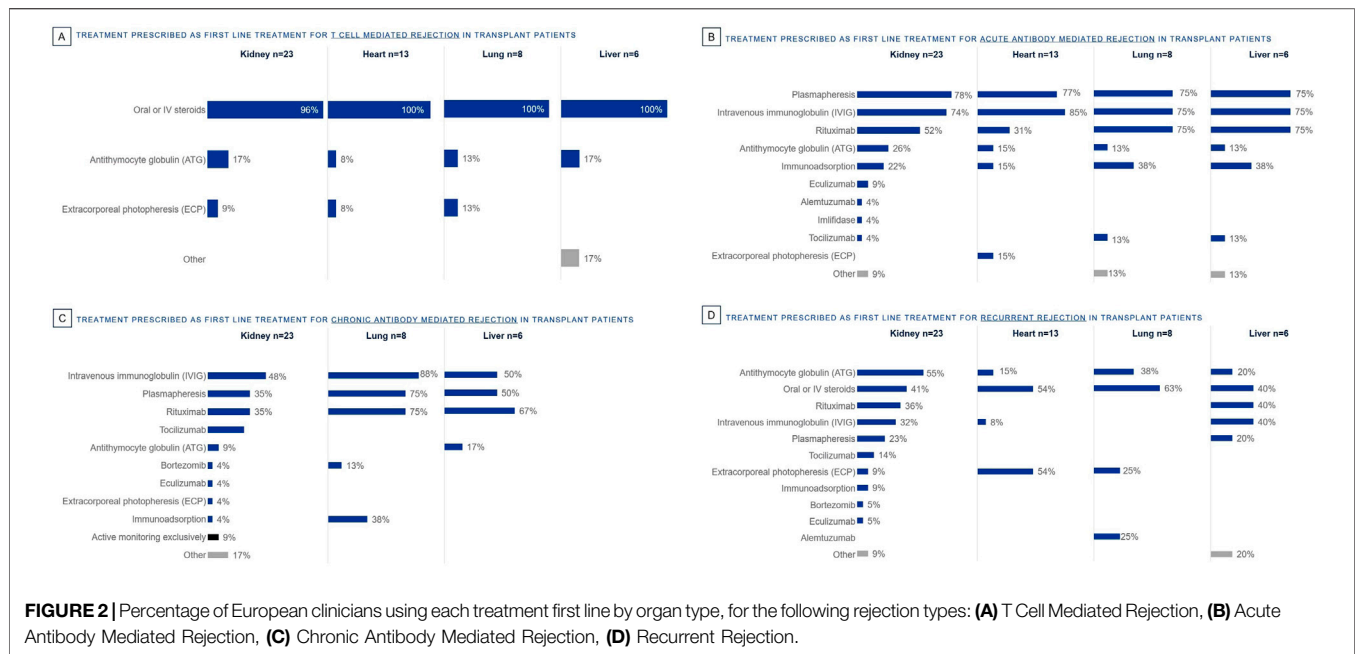 A TREATMENT PRESCRIBED AS FIRST LINE TREATMENT FOR T CELL MEDIATED REJECTION IN TRANSPLANT PATIENTS
Kidney n=23 Heart n=13 Lung n=8 Liver n=6
Oral or IV steroids 96% 100% 100% 100%
Antithymocyte globulin (ATG) 17% 8% 13% 17%
Extracorporeal photopheresis (ECP) 9% 8% 13%
Other 17%
B TREATMENT PRESCRIBED AS FIRST LINE TREATMENT FOR ACUTE ANTIBODY MEDIATED REJECTION IN TRANSPLANT PATIENTS
Kidney n=23 Heart n=13 Lung n=8 Liver n=6
Plasmapheresis 78% 77% 75% 75%
Intravenous immunoglobulin (IVIG) 74% 85% 75% 75%
Rituximab 52% 31% 75% 75%
Antithymocyte globulin (ATG) 26% 15% 13% 13%
Immunoadsorption 22% 15% 38% 38%
Eculizumab 9%
Alemtuzumab 4%
Imlifidase 4%
Tocilizumab 4% 13% 13%
Extracorporeal photopheresis (ECP) 15%
Other 9% 13% 13%
C TREATMENT PRESCRIBED AS FIRST LINE TREATMENT FOR CHRONIC ANTIBODY MEDIATED REJECTION IN TRANSPLANT PATIENTS
Kidney n=23 Lung n=8 Liver n=6
Intravenous immunoglobulin (IVIG) 48% 88% 50%
Plasmapheresis 35% 75% 50%
Rituximab 35% 75% 67%
Tocilizumab
Antithymocyte globulin (ATG) 9% 17%
Bortezomib 4% 13%
Eculizumab 4%
Extracorporeal photopheresis (ECP) 4%
Immunoadsorption 4% 38%
Active monitoring exclusively 9%
Other 17%
D TREATMENT PRESCRIBED AS FIRST LINE TREATMENT FOR RECURRENT REJECTION IN TRANSPLANT PATIENTS
Kidney n=23 Heart n=13 Lung n=8 Liver n=6
Antithymocyte globulin (ATG) 55% 15% 38% 20%
Oral or IV steroids 41% 54% 63% 40%
Rituximab 36% 40%
Intravenous immunoglobulin (IVIG) 32% 8% 40%
Plasmapheresis 23% 20%
Tocilizumab 14%
Extracorporeal photopheresis (ECP) 9% 54% 25%
Immunoadsorption 9%
Bortezomib 5%
Eculizumab 5%
Alemtuzumab 25%
Other 9% 20%
FIGURE 2 | Percentage of European clinicians using each treatment first line by organ type, for the following rejection types: (A) T Cell Mediated Rejection, (B) Acute
Antibody Mediated Rejection, (C) Chronic Antibody Mediated Rejection, (D) Recurrent Rejection.